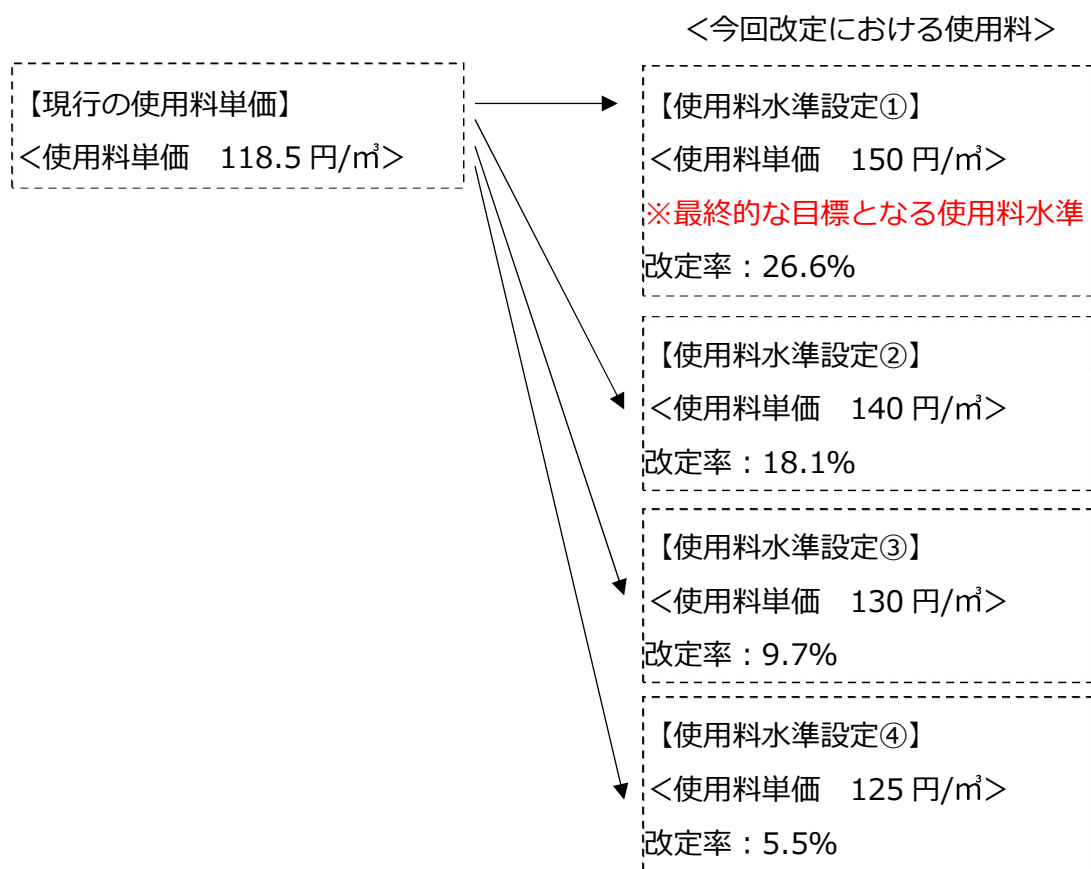 ＜今回改定における使用料＞
【現行の使用料単価】
＜使用料単価　118.5 円/㎥＞
【使用料水準設定①】
＜使用料単価　150 円/㎥＞
※最終的な目標となる使用料水準
改定率：26.6%
【使用料水準設定②】
＜使用料単価　140 円/㎥＞
改定率：18.1%
【使用料水準設定③】
＜使用料単価　130 円/㎥＞
改定率：9.7%
【使用料水準設定④】
＜使用料単価　125 円/㎥＞
改定率：5.5%